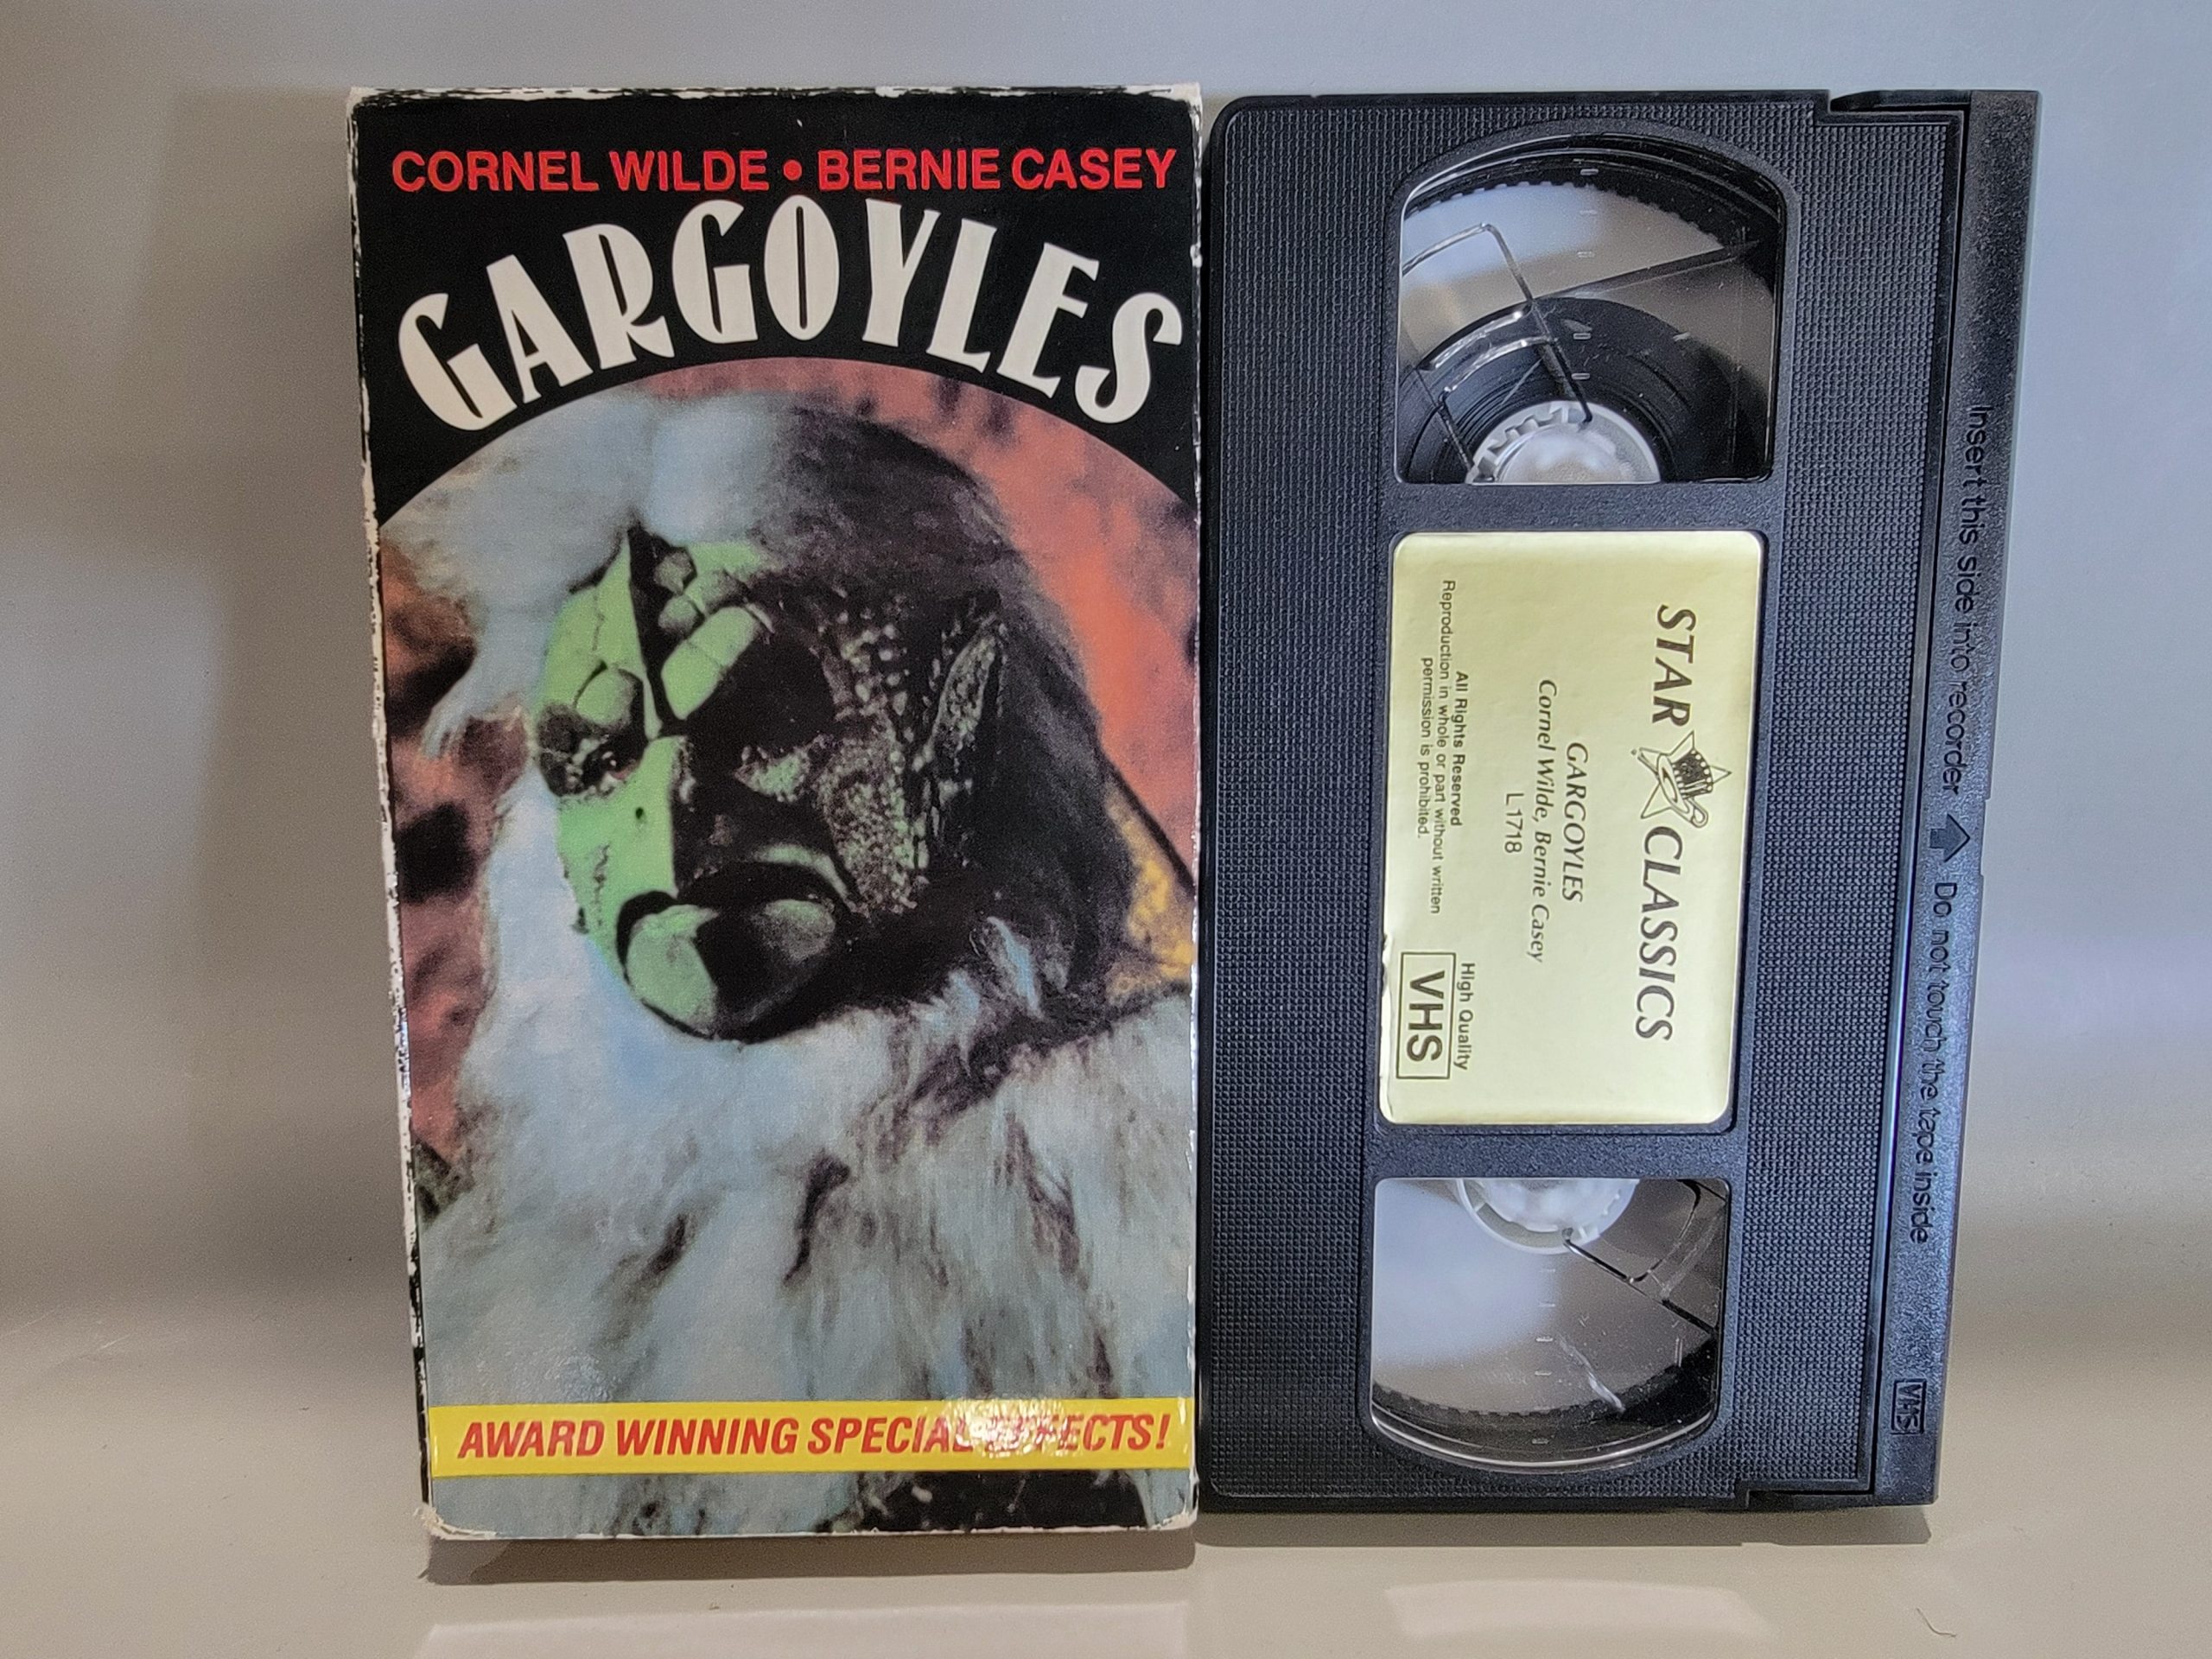 CORNEL WILDE • BERNIE CASEY
GARGOYLES
AWARD WINNING SPECIAL EFFECTS!
STAR CLASSICS
GARGOYLES
Cornel Wilde, Bernie Casey
L 1718
All Rights Reserved
Reproduction in whole or part without written
permission is prohibited.
High Quality
VHS
Insert this side into recorder Do not touch the tape inside
VHS